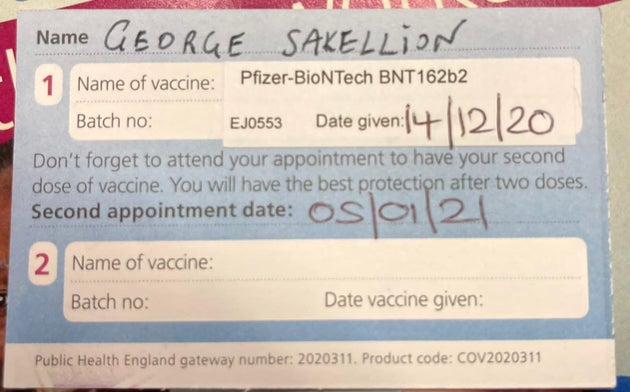 Name GEORGE SAKELLION
1 Name of vaccine: Pfizer-BioNTech BNT162b2
Batch no: EJ0553 Date given: 14/12/20
Don't forget to attend your appointment to have your second
dose of vaccine. You will have the best protection after two doses.
Second appointment date: 05/01/21
2 Name of vaccine:
Batch no: Date vaccine given:
Public Health England gateway number: 2020311. Product code: COV2020311